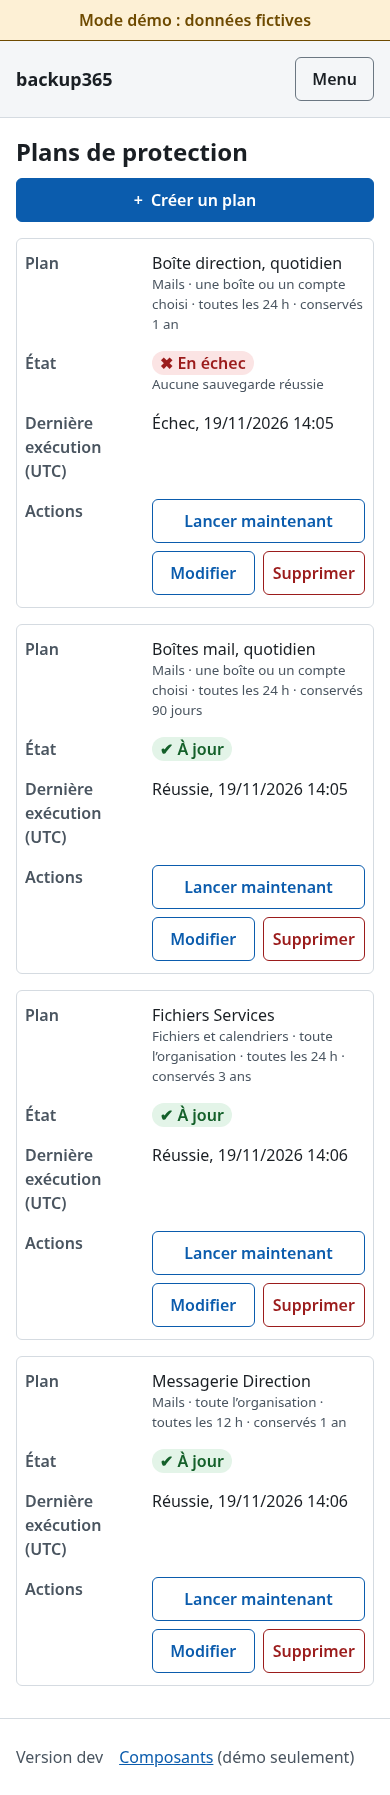 Mode démo : données fictives
backup365
Menu
Plans de protection
+ Créer un plan
Plan
Boîte direction, quotidien
Mails · une boîte ou un compte
choisi · toutes les 24 h · conservés
1 an
État
✖ En échec
Aucune sauvegarde réussie
Dernière
exécution
(UTC)
Échec, 19/11/2026 14:05
Actions
Lancer maintenant
Modifier
Supprimer
Plan
Boîtes mail, quotidien
Mails · une boîte ou un compte
choisi · toutes les 24 h · conservés
90 jours
État
✔ À jour
Dernière
exécution
(UTC)
Réussie, 19/11/2026 14:05
Actions
Lancer maintenant
Modifier
Supprimer
Plan
Fichiers Services
Fichiers et calendriers · toute
l’organisation · toutes les 24 h ·
conservés 3 ans
État
✔ À jour
Dernière
exécution
(UTC)
Réussie, 19/11/2026 14:06
Actions
Lancer maintenant
Modifier
Supprimer
Plan
Messagerie Direction
Mails · toute l’organisation ·
toutes les 12 h · conservés 1 an
État
✔ À jour
Dernière
exécution
(UTC)
Réussie, 19/11/2026 14:06
Actions
Lancer maintenant
Modifier
Supprimer
Version dev Composants (démo seulement)